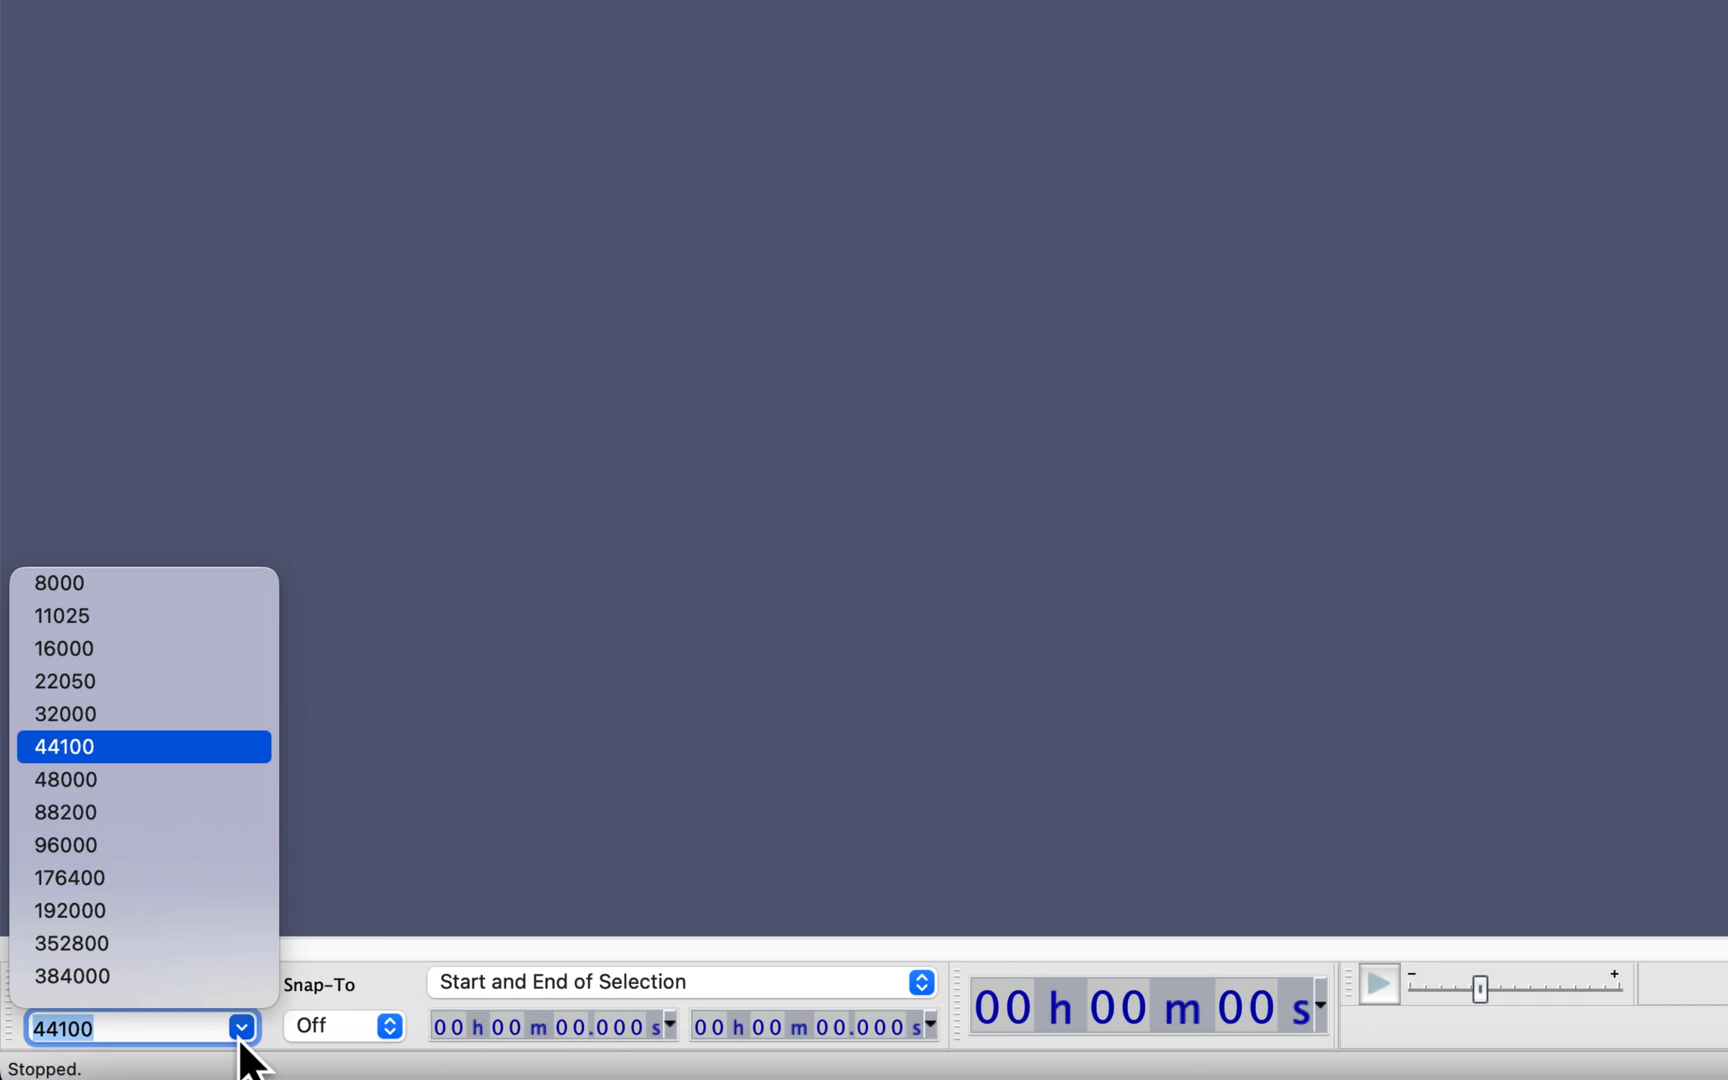 8000
11025
16000
22050
32000
44100
48000
88200
96000
176400
192000
352800
384000
Snap-To
Start and End of Selection
44100
Off
00 h 00 m 00.000 s
00 h 00 m 00.000 s
00 h 00 m 00 s
- +
Stopped.